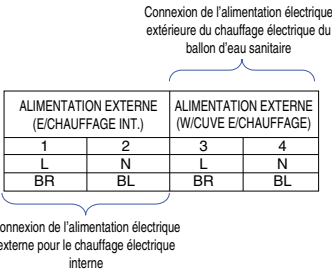 Connexion de l'alimentation électrique
extérieure du chauffage électrique du
ballon d'eau sanitaire
ALIMENTATION EXTERNE ALIMENTATION EXTERNE
(E/CHAUFFAGE INT.) (W/CUVE E/CHAUFFAGE)
1 2 3 4
L N L N
BR BL BR BL
onnexion de l'alimentation électrique
externe pour le chauffage électrique
interne